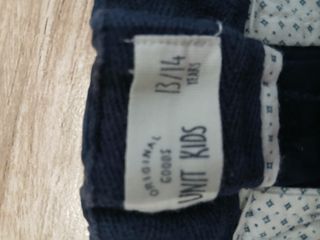 ORIGINAL
GOODS
UNIT KIDS
13/14
YEARS